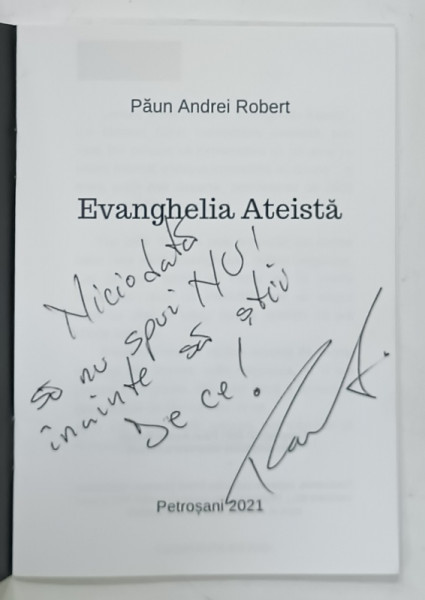 Păun Andrei Robert
Evanghelia Ateistă
Niciodată
să nu spui NU!
înainte să știi
De ce!
Petroșani 2021